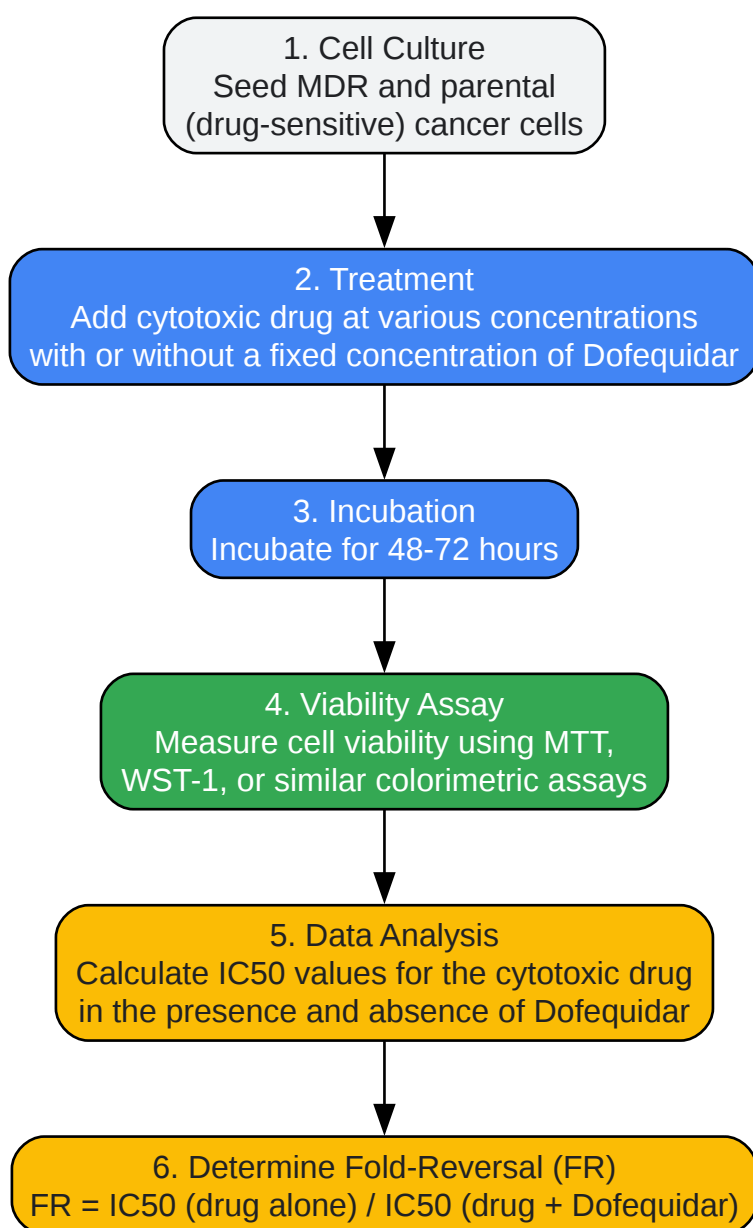 1. Cell Culture
Seed MDR and parental
(drug-sensitive) cancer cells
2. Treatment
Add cytotoxic drug at various concentrations
with or without a fixed concentration of Dofequidar
3. Incubation
Incubate for 48-72 hours
4. Viability Assay
Measure cell viability using MTT,
WST-1, or similar colorimetric assays
5. Data Analysis
Calculate IC50 values for the cytotoxic drug
in the presence and absence of Dofequidar
6. Determine Fold-Reversal (FR)
FR = IC50 (drug alone) / IC50 (drug + Dofequidar)